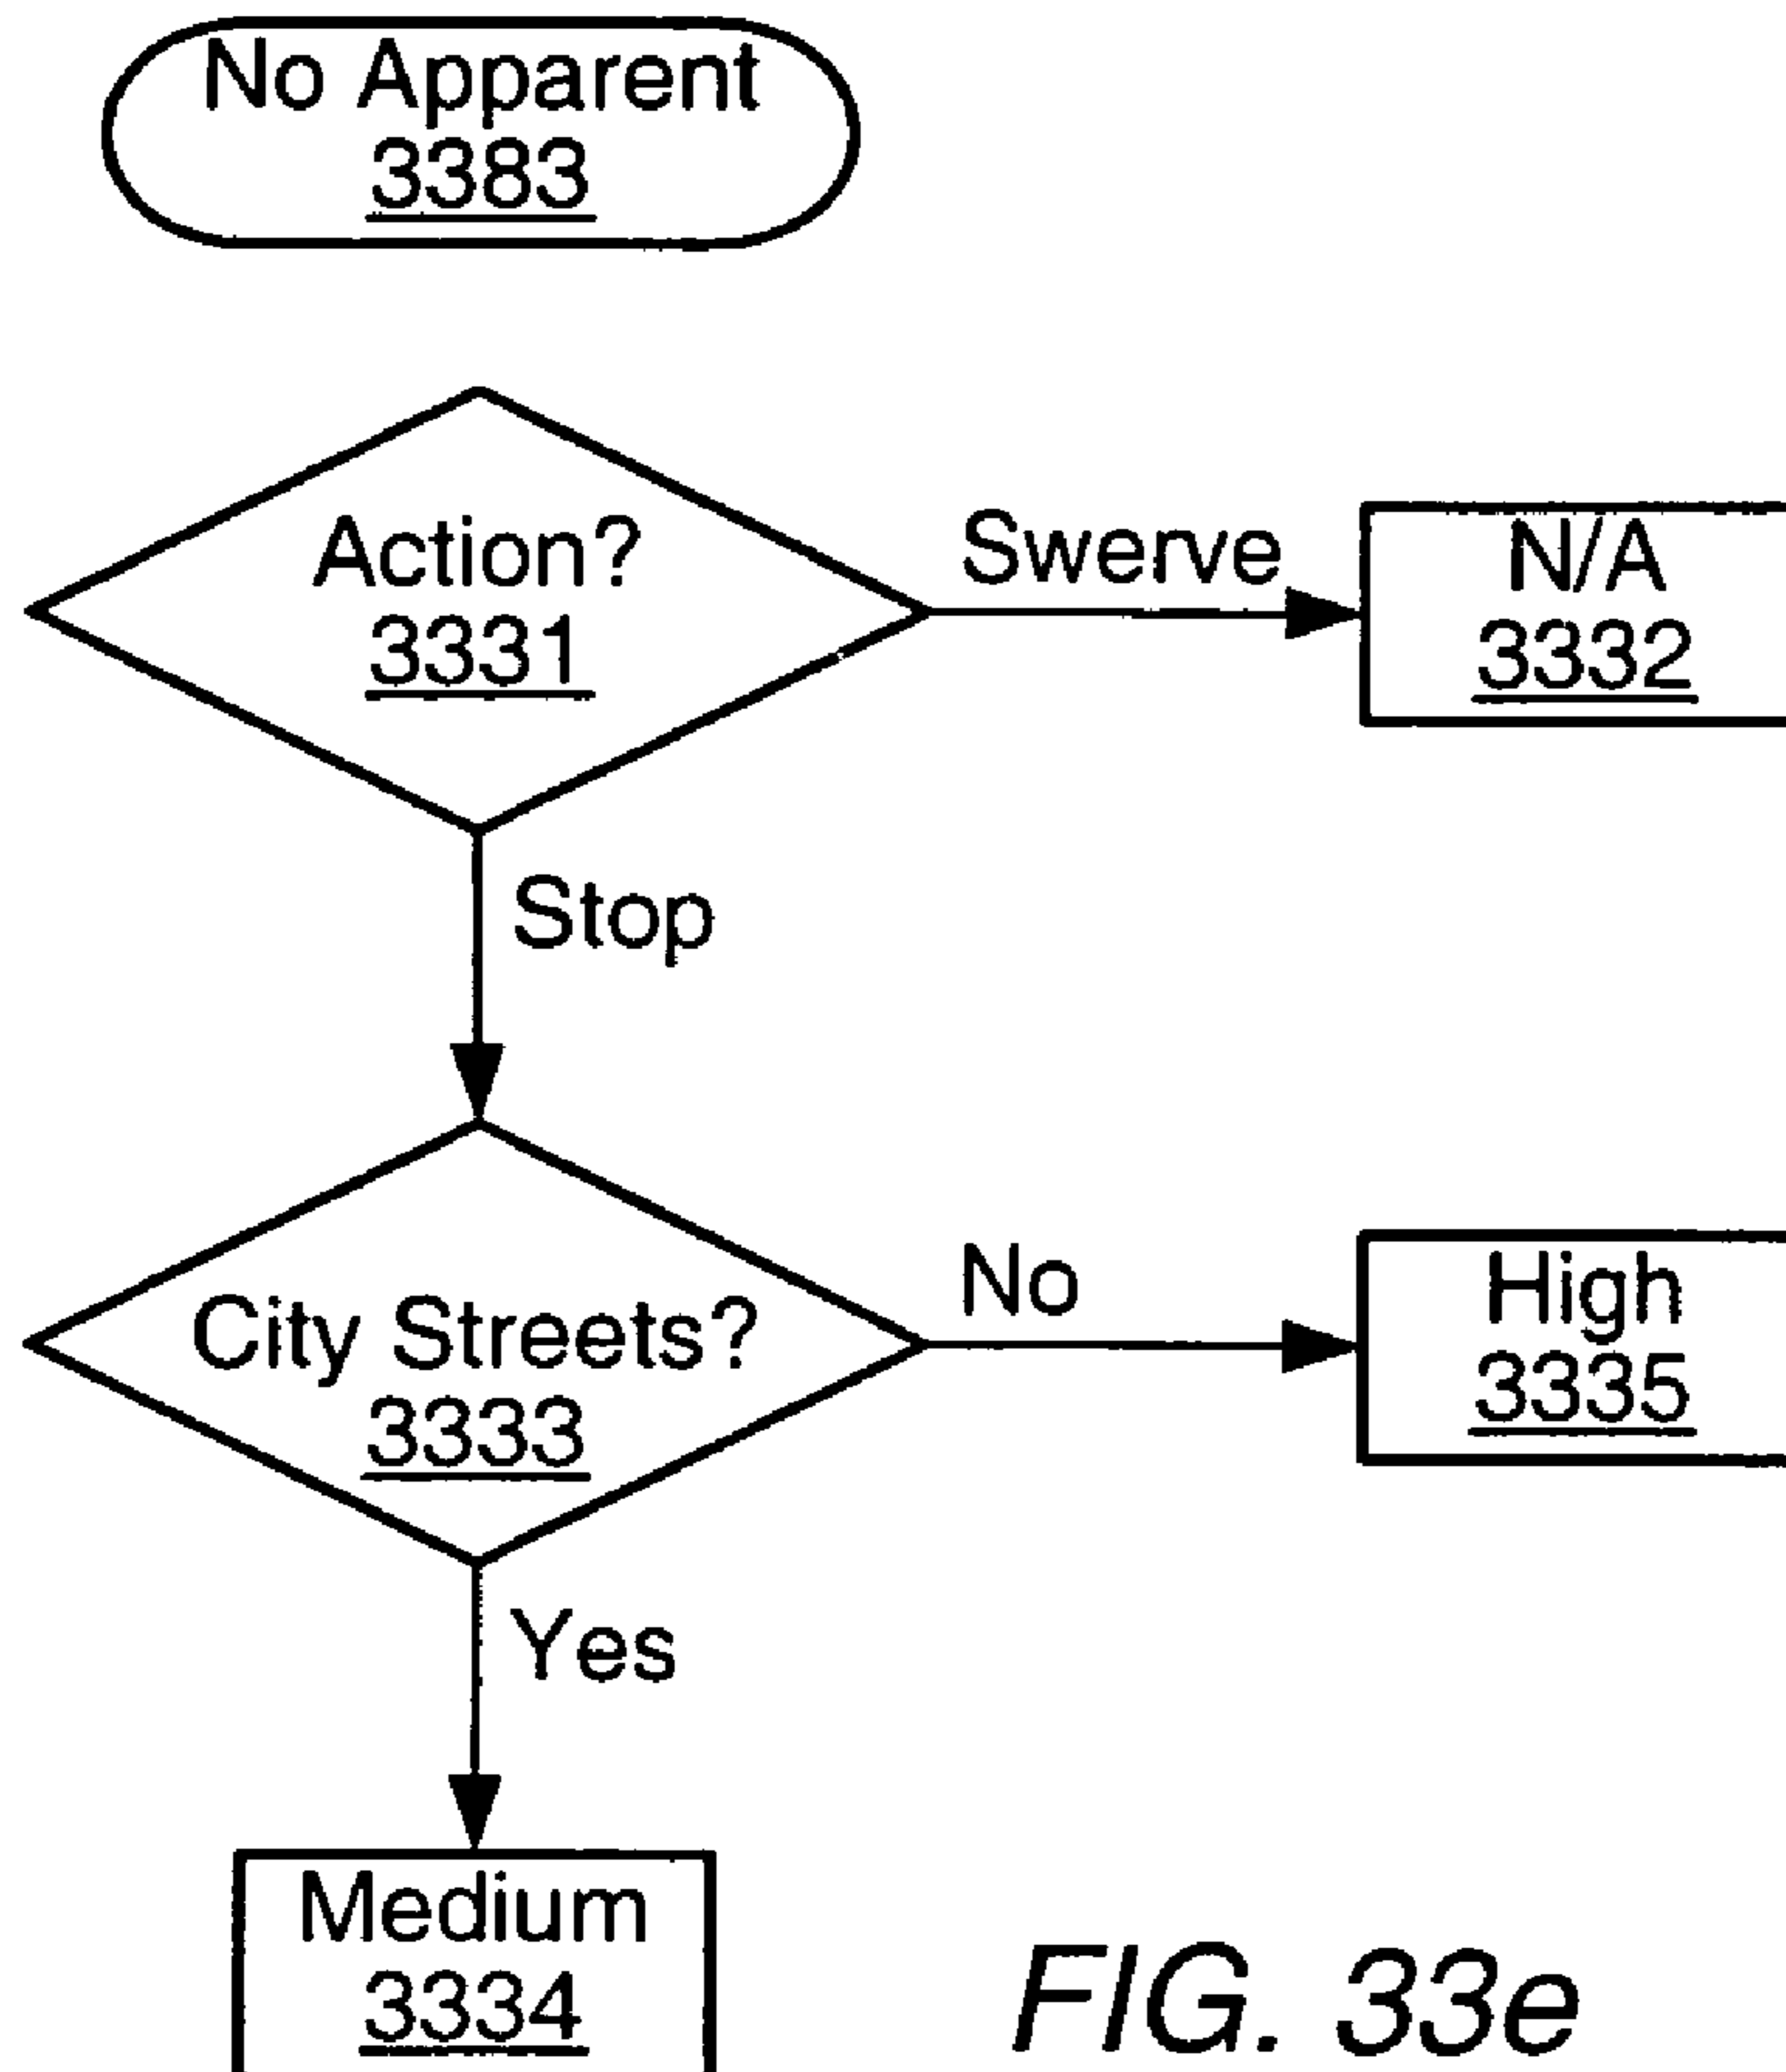 No Apparent
3383
Action?
3331
Swerve
N/A
3332
Stop
City Streets?
3333
No
High
3335
Yes
Medium
3334
FIG. 33e